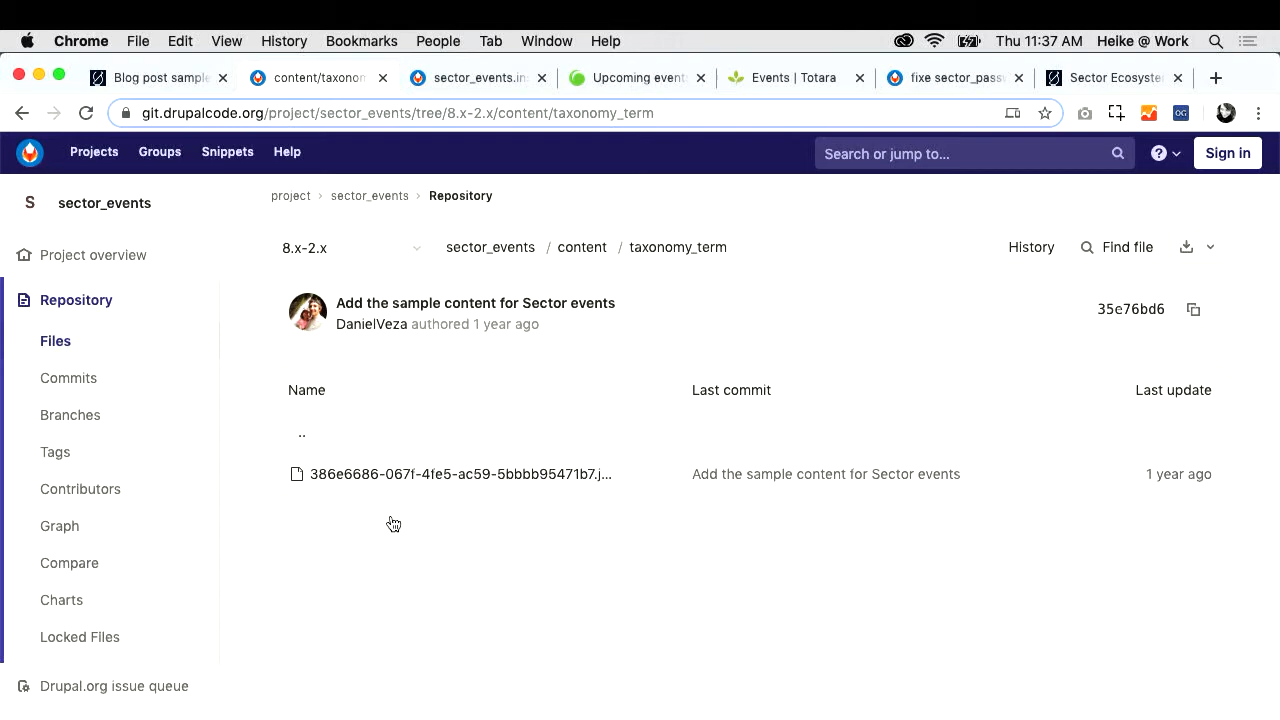 Chrome File Edit View History Bookmarks People Tab Window Help Thu 11:37 AM Heike @ Work
Blog post sample content/taxonom sector_events.in Upcoming event Events | Totara fixe sector_passw Sector Ecosyste
git.drupalcode.org/project/sector_events/tree/8.x-2.x/content/taxonomy_term OG
Projects Groups Snippets Help Search or jump to... ? Sign in
S sector_events
project › sector_events › Repository
8.x-2.x sector_events / content / taxonomy_term History Find file
Project overview
Repository
Files
Commits
Branches
Tags
Contributors
Graph
Compare
Charts
Locked Files
Drupal.org issue queue
Add the sample content for Sector events
DanielVeza authored 1 year ago
35e76bd6
Name Last commit Last update
..
386e6686-067f-4fe5-ac59-5bbbb95471b7.j... Add the sample content for Sector events 1 year ago